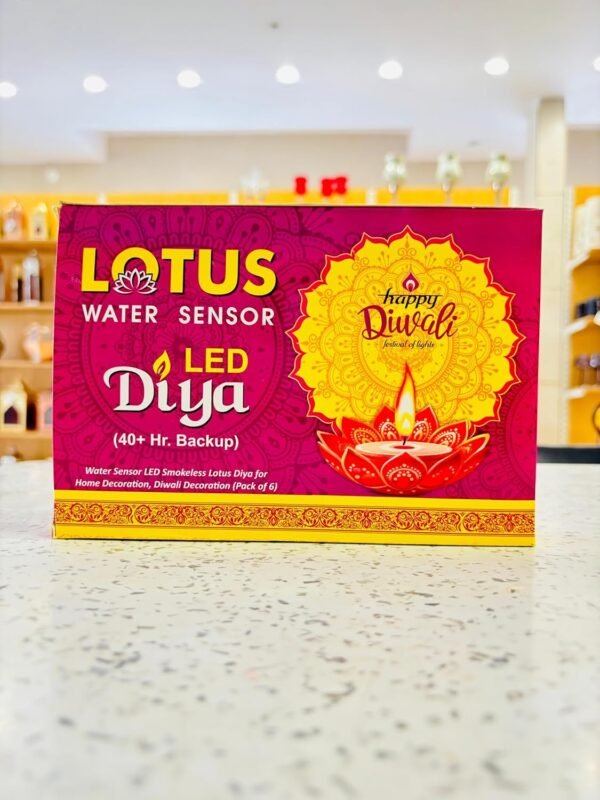 LOTUS
WATER SENSOR
LED
Diya
(40+ Hr. Backup)
Water Sensor LED Smokeless Lotus Diya for
Home Decoration, Diwali Decoration (Pack of 6)
happy
Diwali
festival of lights